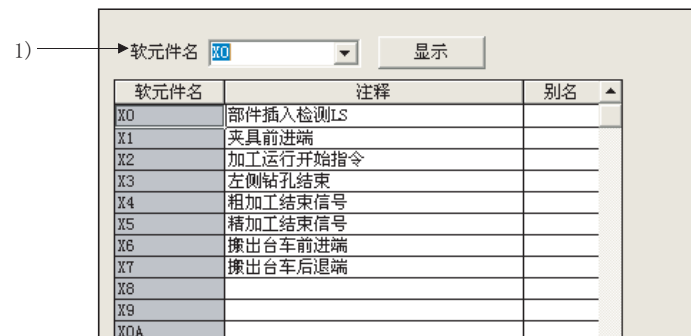 1) 软元件名 X0 显示
软元件名 注释 别名
X0 部件插入检测LS
X1 夹具前进端
X2 加工运行开始指令
X3 左侧钻孔结束
X4 粗加工结束信号
X5 精加工结束信号
X6 搬出台车前进端
X7 搬出台车后退端
X8
X9
X0A